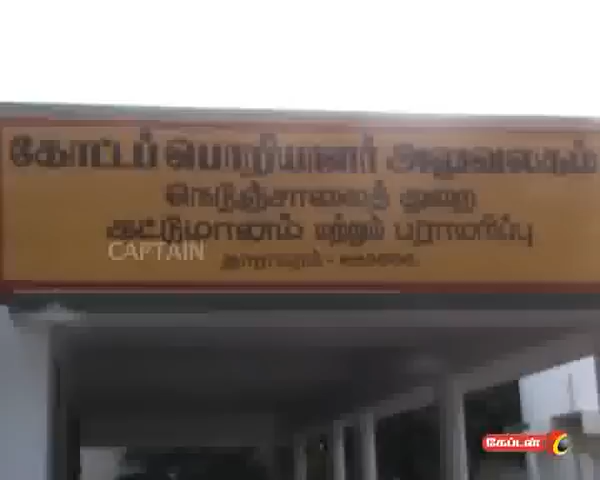 கோட்டப் பொறியாளர் அலுவலகம்
நெடுஞ்சாலைத் துறை
கட்டுமானம் மற்றும் பராமரிப்பு
CAPTAIN
கேப்டன்